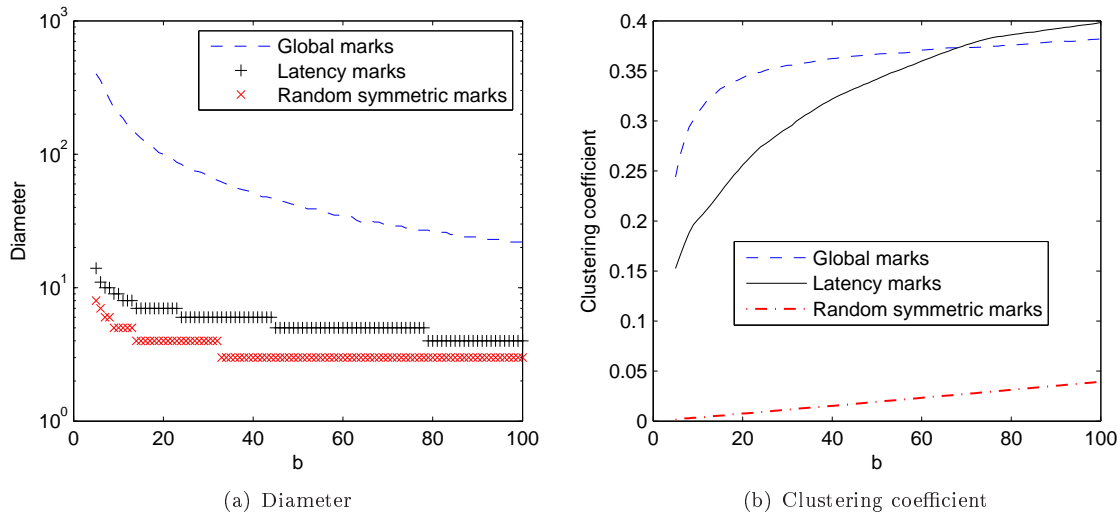 10^3
10^2
10^1
10^0
Diameter
Global marks
Latency marks
Random symmetric marks
0
20
40
60
80
100
b
(a) Diameter
0.4
0.35
0.3
0.25
0.2
0.15
0.1
0.05
0
Clustering coefficient
Global marks
Latency marks
Random symmetric marks
0
20
40
60
80
100
b
(b) Clustering coefficient